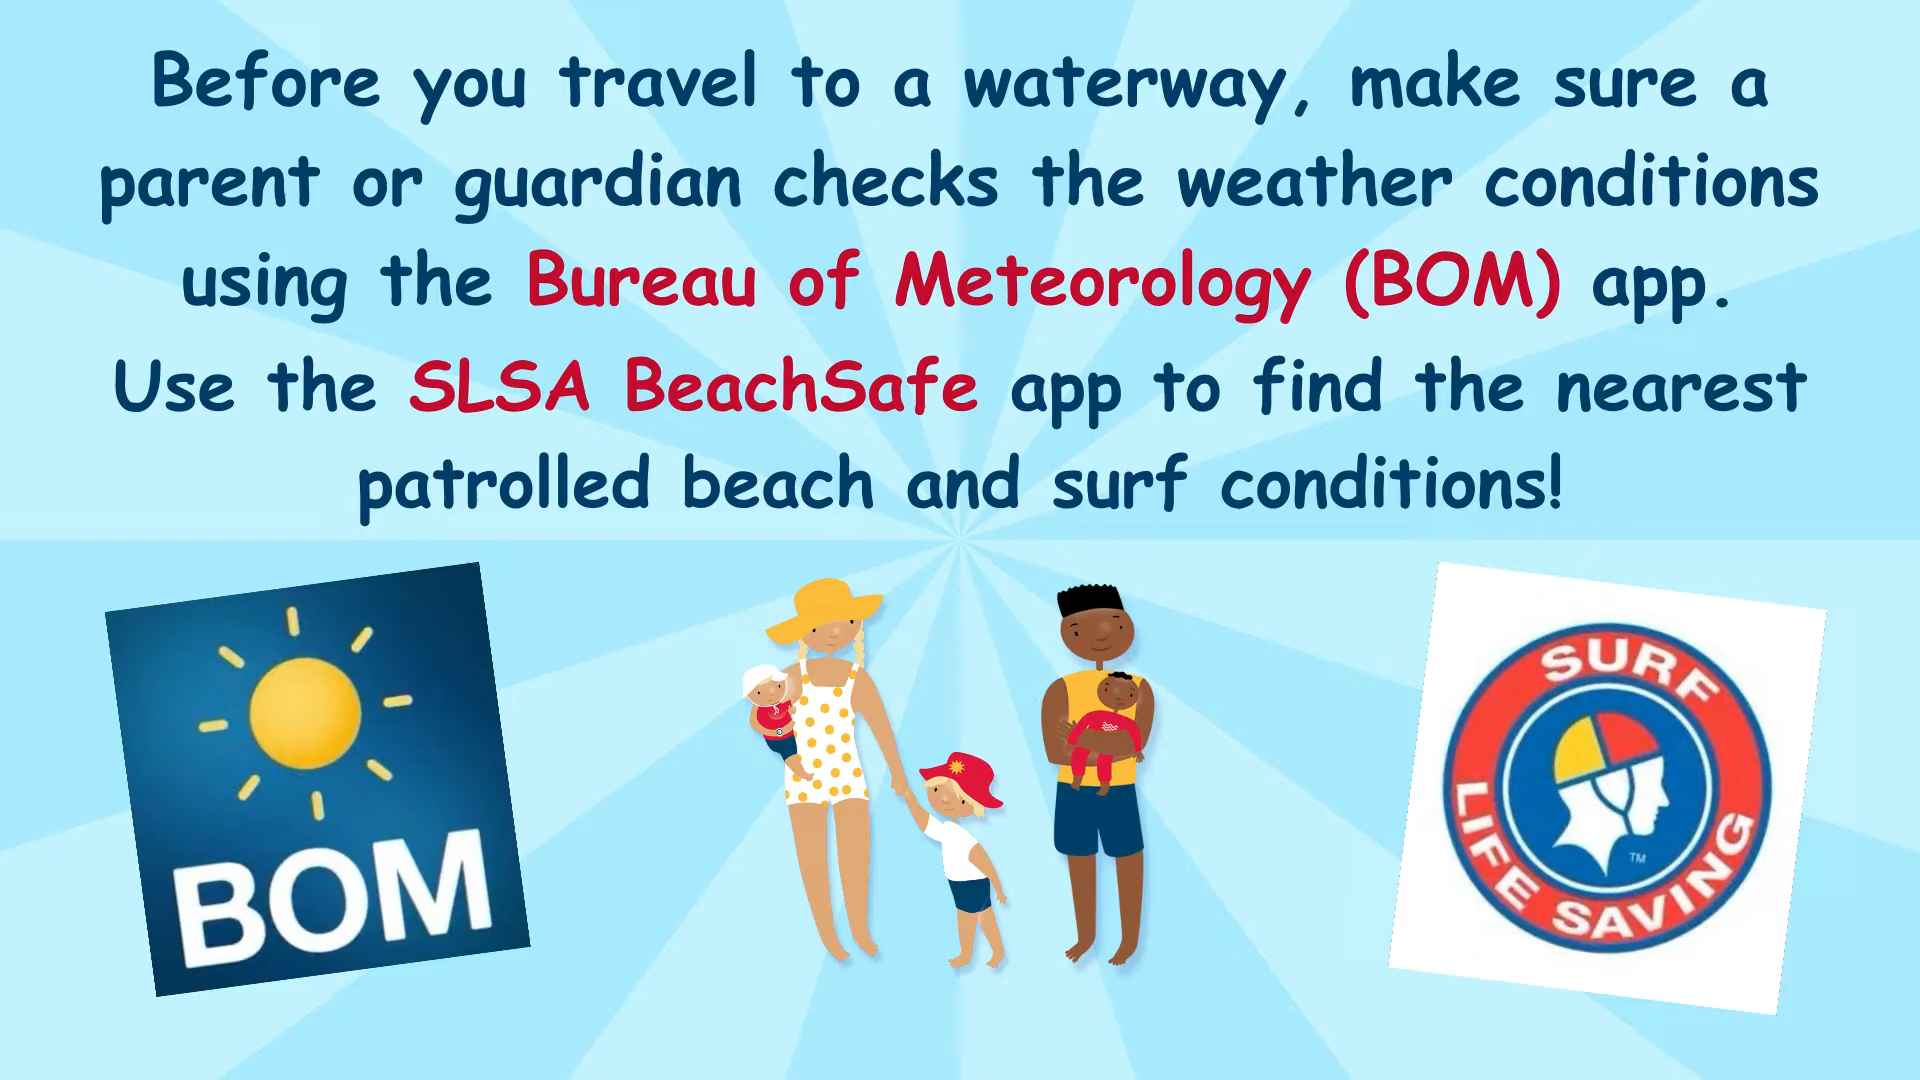 Before you travel to a waterway, make sure a
parent or guardian checks the weather conditions
using the Bureau of Meteorology (BOM) app.
Use the SLSA BeachSafe app to find the nearest
patrolled beach and surf conditions!
BOM
SURF
LIFE SAVING
TM